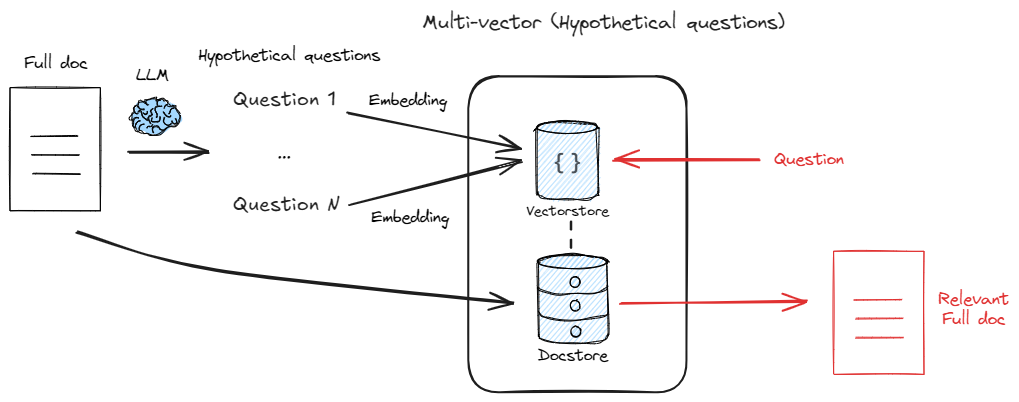 Multi-vector (Hypothetical questions)
Full doc
LLM
Hypothetical questions
Question 1
Embedding
...
Question N
Embedding
{ }
Vectorstore
Question
Docstore
Relevant
Full doc